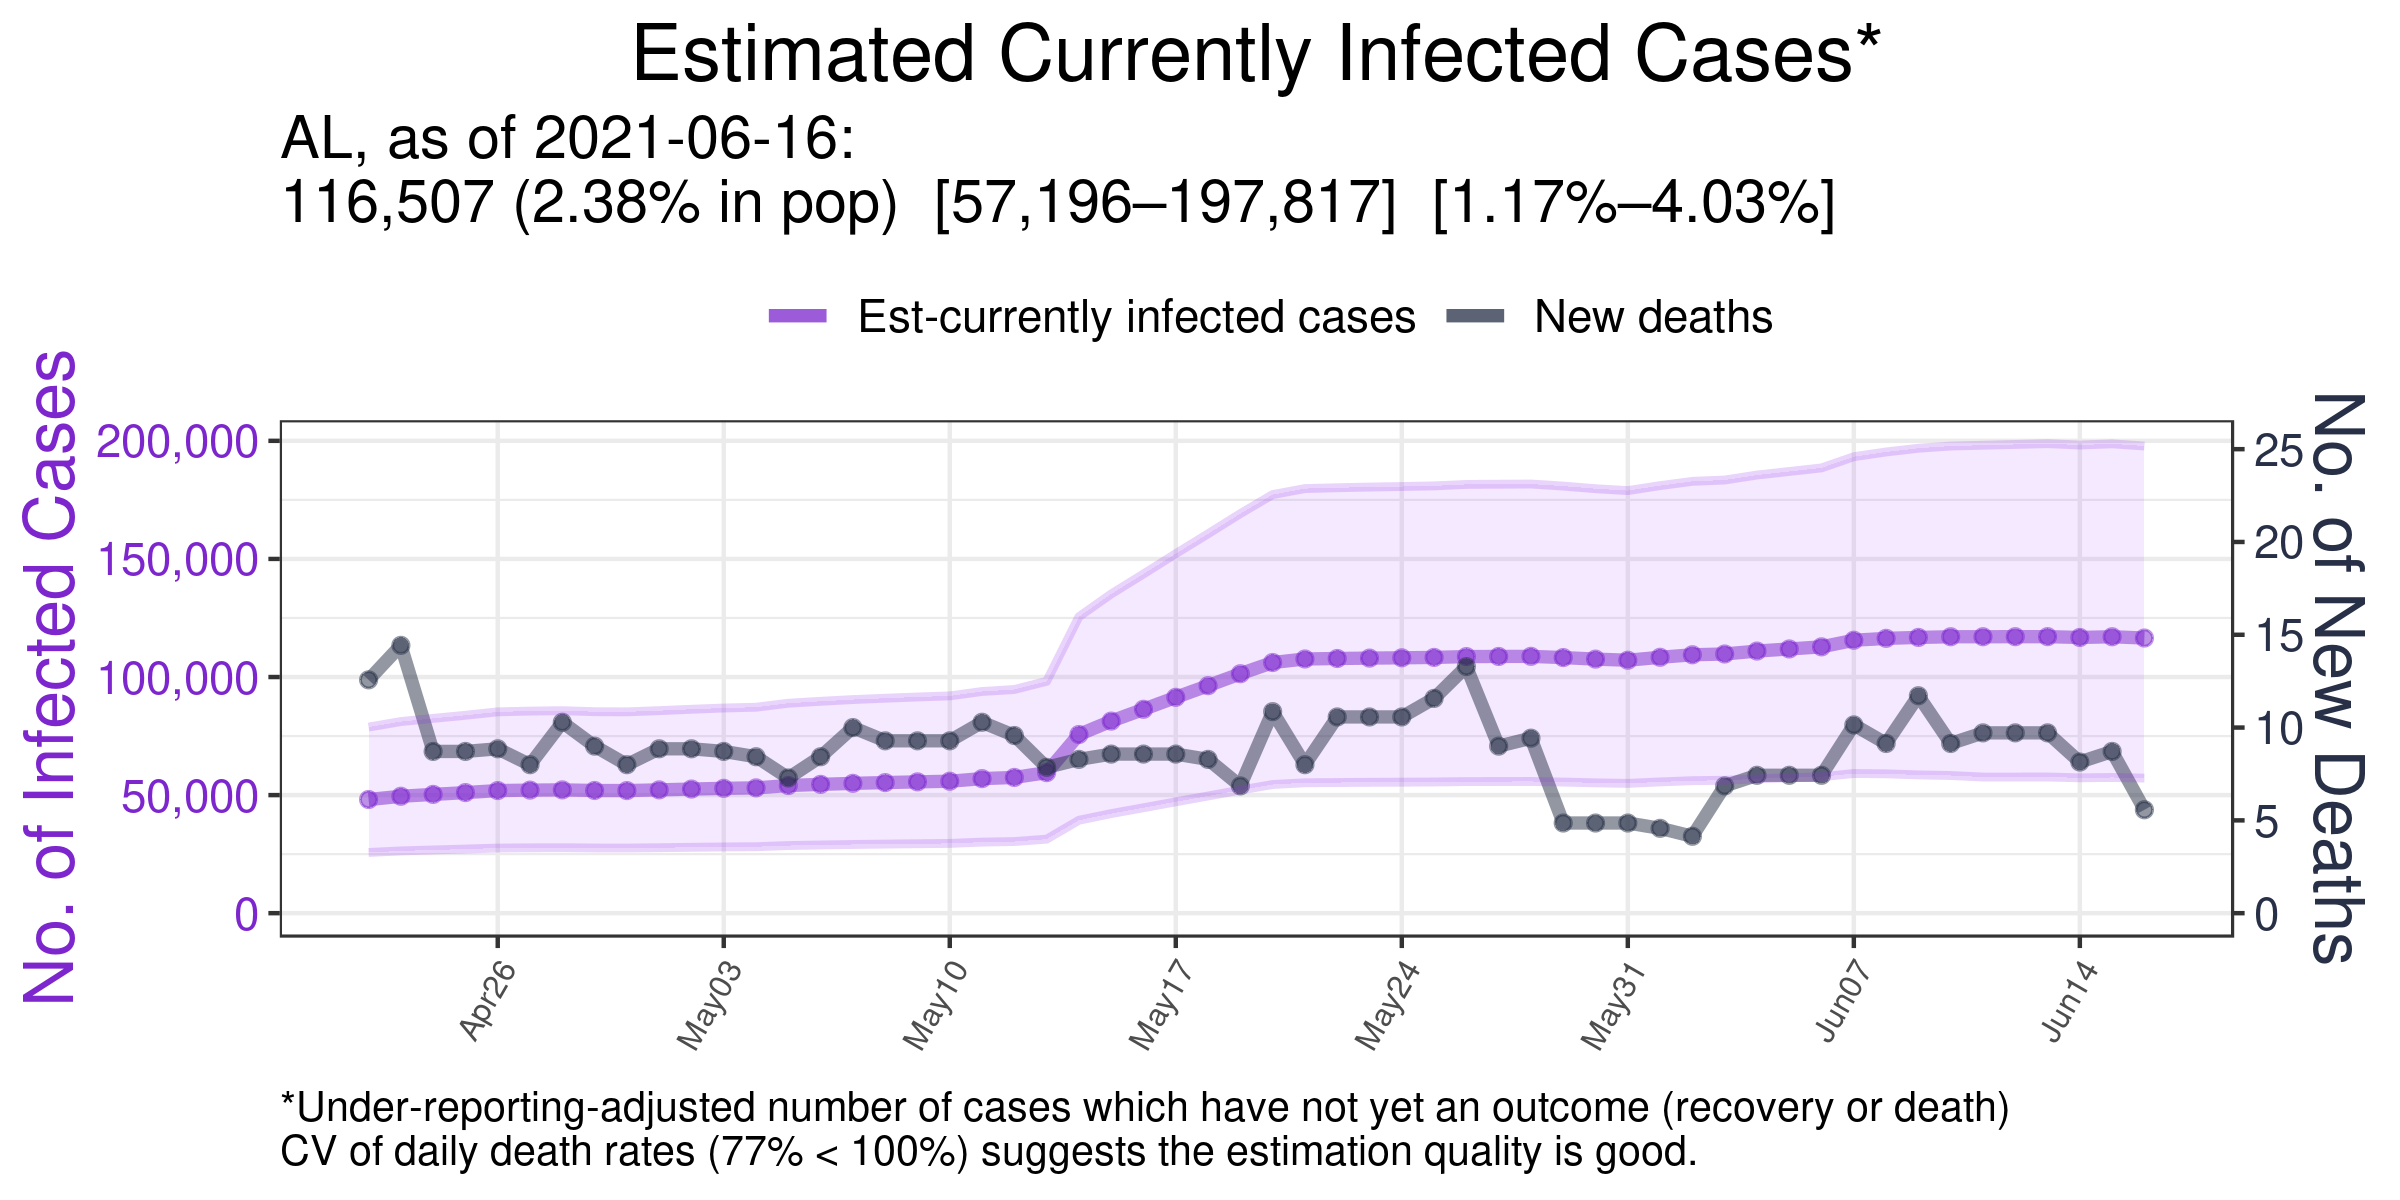 Estimated Currently Infected Cases*
AL, as of 2021-06-16:
116,507 (2.38% in pop)  [57,196–197,817]  [1.17%–4.03%]
Est-currently infected cases
New deaths
No. of Infected Cases
200,000
150,000
100,000
50,000
0
25
20
15
10
5
0
No. of New Deaths
Apr26
May03
May10
May17
May24
May31
Jun07
Jun14
*Under-reporting-adjusted number of cases which have not yet an outcome (recovery or death)
CV of daily death rates (77% < 100%) suggests the estimation quality is good.